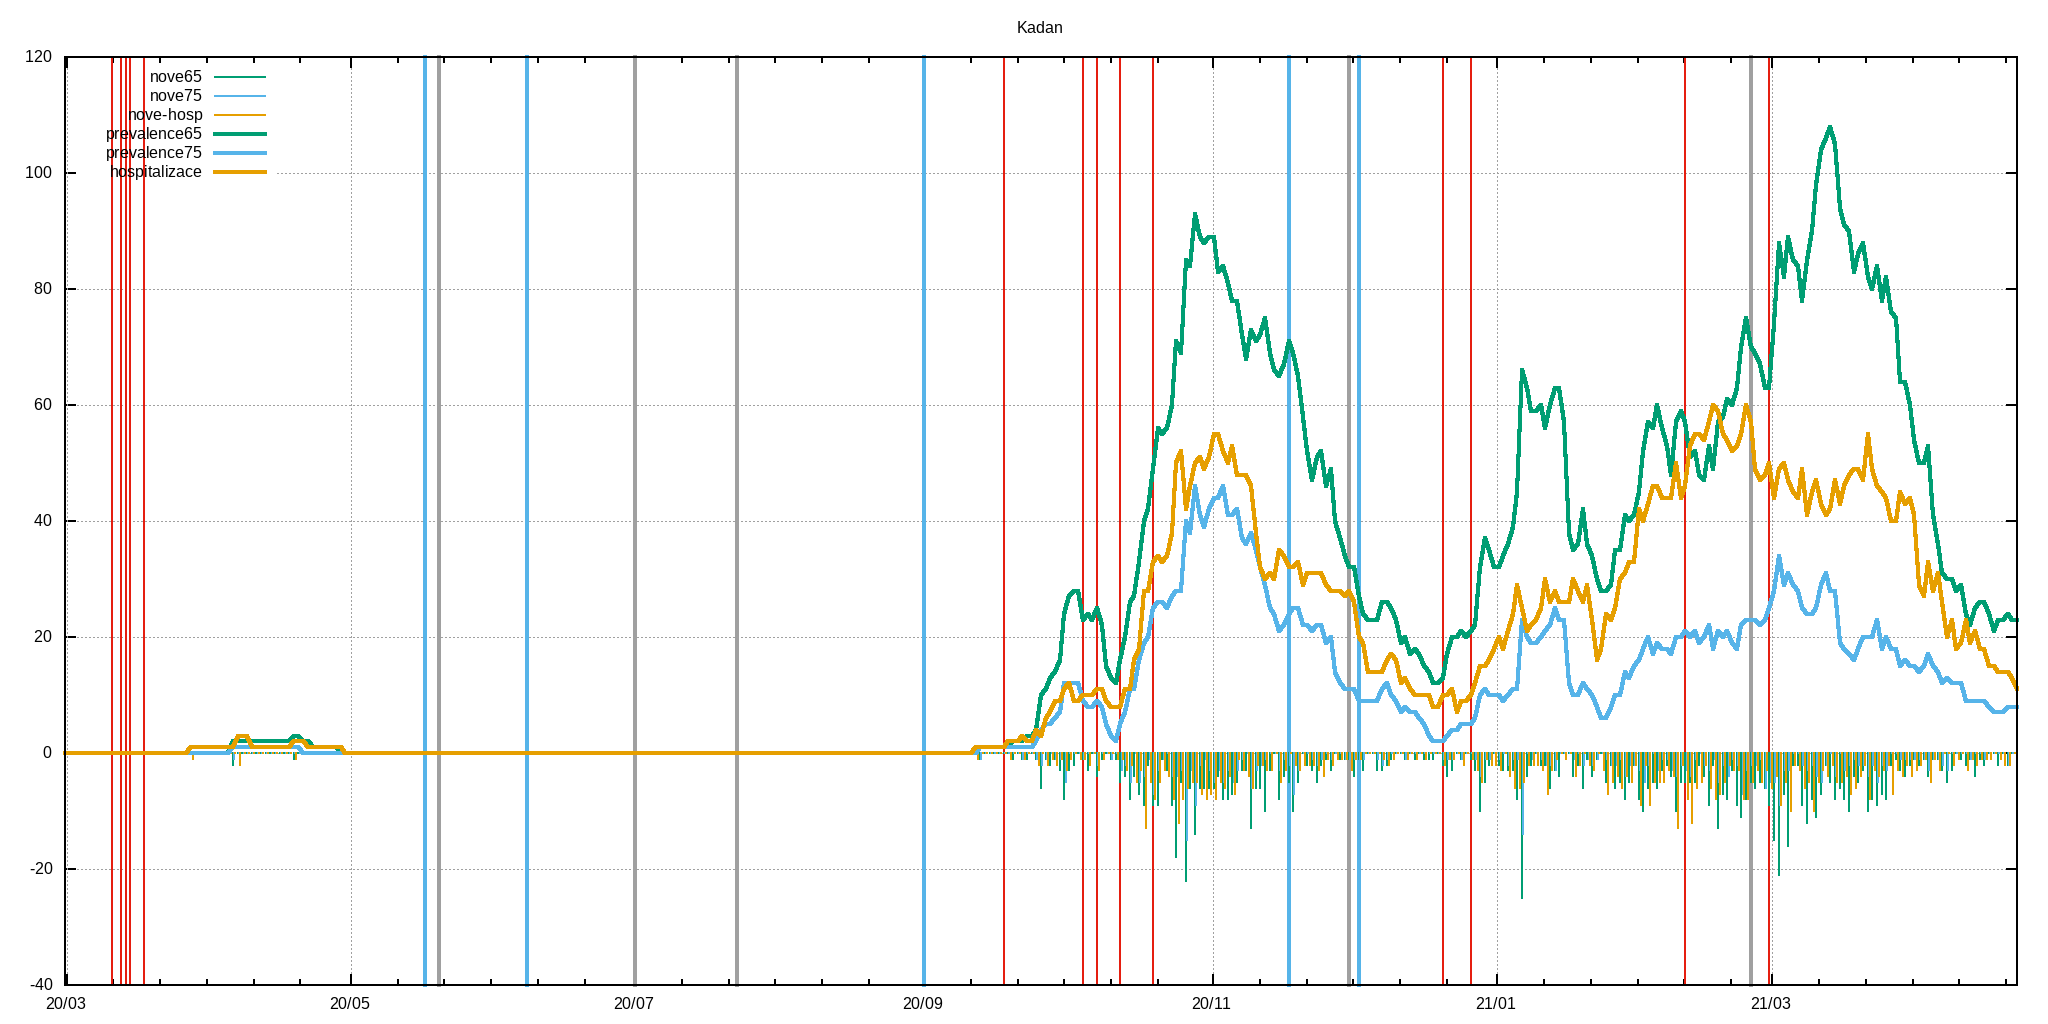 Kadan
120
100
80
60
40
20
0
-20
-40
nove65
nove75
nove-hosp
prevalence65
prevalence75
hospitalizace
20/03 20/05 20/07 20/09 20/11 21/01 21/03